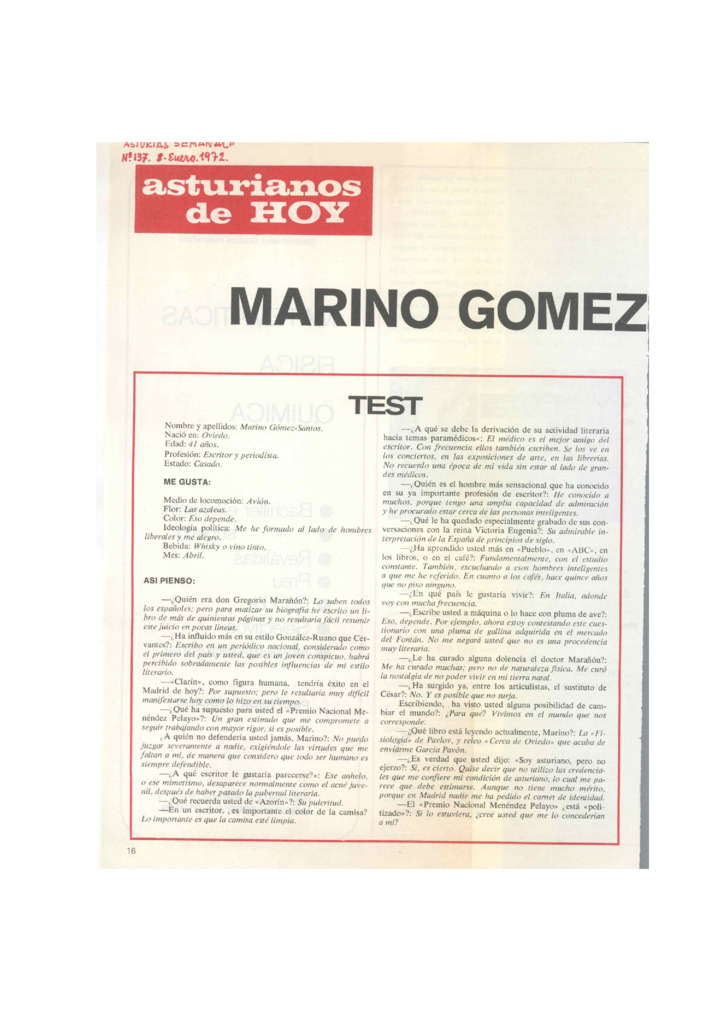 ASTURIAS SEMANAL
Nº 137. 8-Enero-1972.
asturianos
de HOY
MARINO GOMEZ
TEST
Nombre y apellidos: Marino Gómez-Santos.
Nació en: Oviedo.
Edad: 41 años.
Profesión: Escritor y periodista.
Estado: Casado.
ME GUSTA:
Medio de locomoción: Avión.
Flor: Las azaleas.
Color: Eso depende.
Ideología política: Me he formado al lado de hombres
liberales y me alegro.
Bebida: Whisky o vino tinto.
Mes: Abril.
ASI PIENSO:
—¿Quién era don Gregorio Marañón?: Lo saben todos
los españoles; pero para matizar su biografía he escrito un li-
bro de más de quinientas páginas y no resultaría fácil resumir
este juicio en pocas líneas.
—¿Ha influido más en su estilo González-Ruano que Cer-
vantes?: Escribo en un periódico nacional, considerado como
el primero del país y usted, que es un joven conspicuo, habrá
percibido sobradamente las posibles influencias de mi estilo
literario.
—«Clarín», como figura humana, tendría éxito en el
Madrid de hoy?: Por supuesto; pero le resultaría muy difícil
manifestarse hoy como lo hizo en su tiempo.
—¿Qué ha supuesto para usted el «Premio Nacional Me-
néndez Pelayo»?: Un gran estímulo que me compromete a
seguir trabajando con mayor rigor, si es posible.
¿A quién no defendería usted jamás, Marino?: No puedo
juzgar severamente a nadie, exigiéndole las virtudes que me
faltan a mí, de manera que considero que todo ser humano es
siempre defendible.
—¿A qué escritor le gustaría parecerse?»: Ese anhelo,
o ese mimetismo, desaparece normalmente como el acné juve-
nil, después de haber pasado la pubertad literaria.
—¿Qué recuerda usted de «Azorín»?: Su pulcritud.
—En un escritor, ¿es importante el color de la camisa?
Lo importante es que la camisa esté limpia.
—¿A qué se debe la derivación de su actividad literaria
hacia temas paramédicos»: El médico es el mejor amigo del
escritor. Con frecuencia ellos también escriben. Se los ve en
los conciertos, en las exposiciones de arte, en las librerías.
No recuerdo una época de mi vida sin estar al lado de gran-
des médicos.
—¿Quién es el hombre más sensacional que ha conocido
en su ya importante profesión de escritor?: He conocido a
muchos, porque tengo una amplia capacidad de admiración
y he procurado estar cerca de las personas inteligentes.
—¿Qué le ha quedado especialmente grabado de sus con-
versaciones con la reina Victoria Eugenia?: Su admirable in-
terpretación de la España de principios de siglo.
—¿Ha aprendido usted más en «Pueblo», en «ABC», en
los libros, o en el café?: Fundamentalmente, con el estudio
constante. También, escuchando a esos hombres inteligentes
a que me he referido. En cuanto a los cafés, hace quince años
que no piso ninguno.
—¿En qué país le gustaría vivir?: En Italia, adonde
voy con mucha frecuencia.
—¿Escribe usted a máquina o lo hace con pluma de ave?:
Eso, depende. Por ejemplo, ahora estoy contestando este cues-
tionario con una pluma de gallina adquirida en el mercado
del Fontán. No me negará usted que no es una procedencia
muy literaria.
—¿Le ha curado alguna dolencia el doctor Marañón?:
Me ha curado muchas; pero no de naturaleza física. Me curó
la nostalgia de no poder vivir en mi tierra natal.
—¿Ha surgido ya, entre los articulistas, el sustituto de
César?: No. Y es posible que no surja.
Escribiendo, ¿ha visto usted alguna posibilidad de cam-
biar el mundo?: ¿Para que? Vivimos en el mundo que nos
corresponde.
—¿Qué libro está leyendo actualmente, Marino?: La «Fi-
siología» de Pavlov, y releo «Cerca de Oviedo» que acaba de
enviarme García Pavón.
—¿Es verdad que usted dijo: «Soy asturiano, pero no
ejerzo?: Sí, es cierto. Quise decir que no utilizo las credencia-
les que me confiere mi condición de asturiano, lo cual me pa-
rece que debe estimarse. Aunque no tiene mucho mérito,
porque en Madrid nadie me ha pedido el carnet de identidad.
—El «Premio Nacional Menéndez Pelayo» ¿está «poli-
tizado»?: Si lo estuviera, ¿cree usted que me lo concederían
a mí?
16